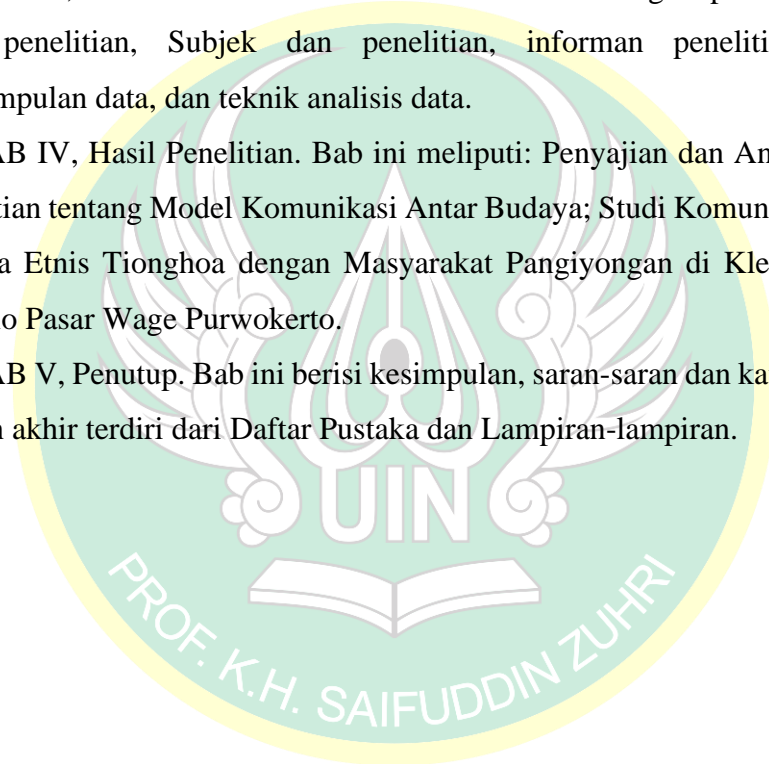 penelitian, Subjek dan penelitian, informan peneliti
mpulan data, dan teknik analisis data.
AB IV, Hasil Penelitian. Bab ini meliputi: Penyajian dan An
tian tentang Model Komunikasi Antar Budaya; Studi Komun
a Etnis Tionghoa dengan Masyarakat Pangiyongan di Kle
o Pasar Wage Purwokerto.
AB V, Penutup. Bab ini berisi kesimpulan, saran-saran dan ka
n akhir terdiri dari Daftar Pustaka dan Lampiran-lampiran.
UIN
PROF. K.H. SAIFUDDIN ZUHRI